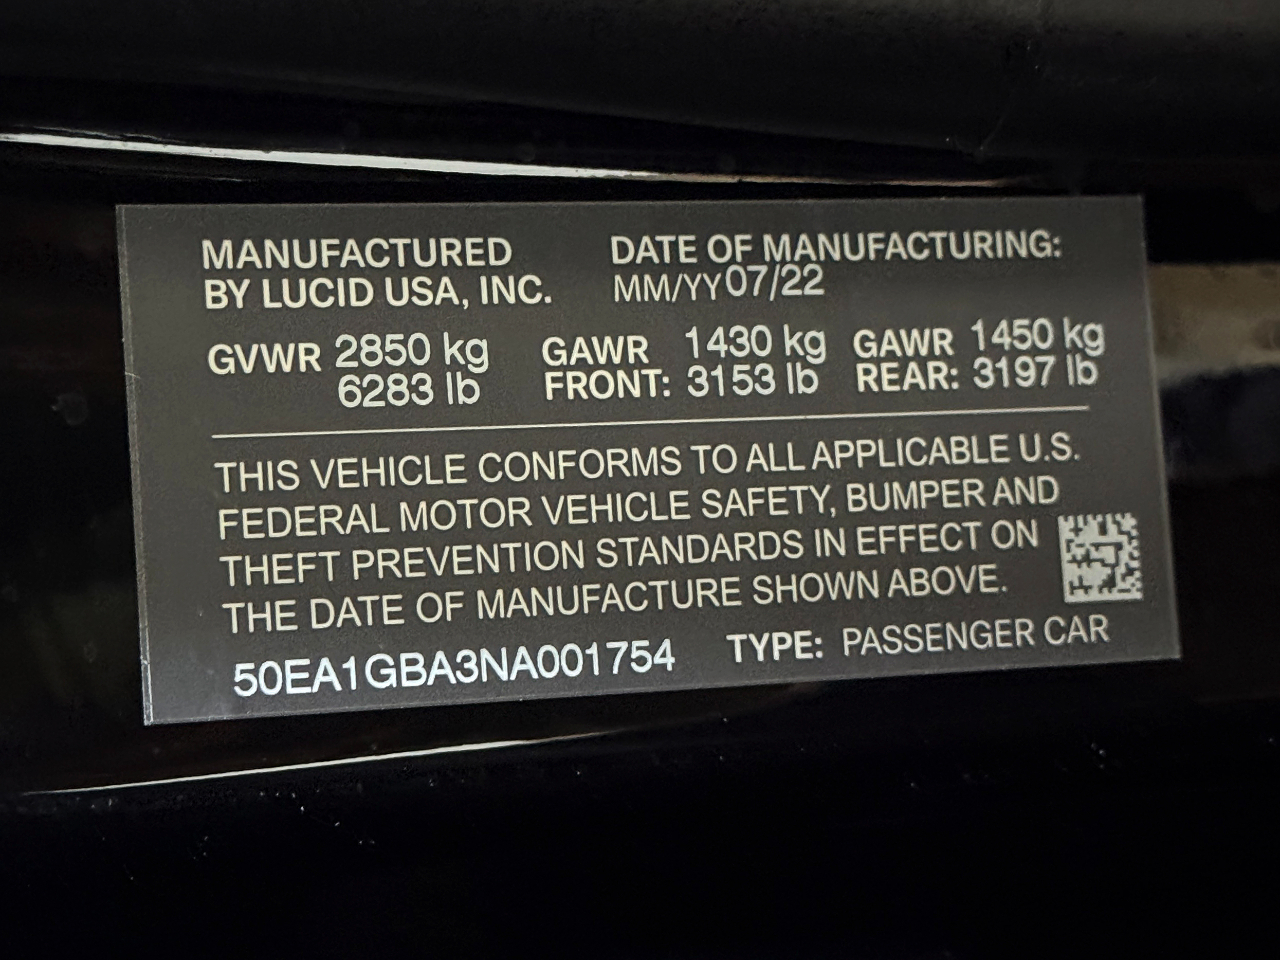 MANUFACTURED
BY LUCID USA, INC.
DATE OF MANUFACTURING:
MM/YY07/22
GVWR 2850 kg
6283 lb
GAWR 1430 kg
FRONT: 3153 lb
GAWR 1450 kg
REAR: 3197 lb
THIS VEHICLE CONFORMS TO ALL APPLICABLE U.S.
FEDERAL MOTOR VEHICLE SAFETY, BUMPER AND
THEFT PREVENTION STANDARDS IN EFFECT ON
THE DATE OF MANUFACTURE SHOWN ABOVE.
50EA1GBA3NA001754 TYPE: PASSENGER CAR